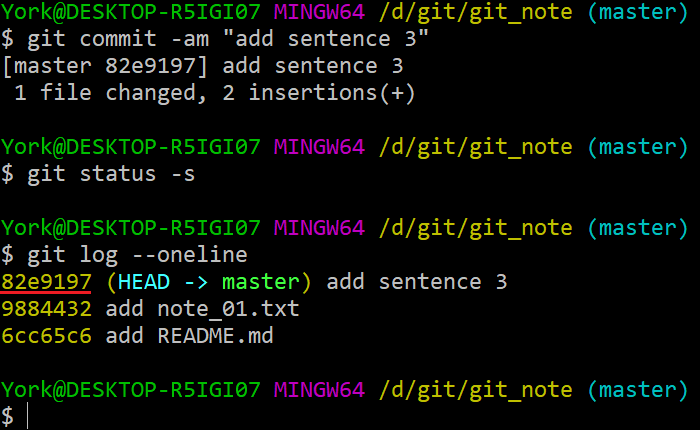 York@DESKTOP-R5IGI07 MINGW64 /d/git/git_note (master)
$ git commit -am "add sentence 3"
[master 82e9197] add sentence 3
 1 file changed, 2 insertions(+)
York@DESKTOP-R5IGI07 MINGW64 /d/git/git_note (master)
$ git status -s
York@DESKTOP-R5IGI07 MINGW64 /d/git/git_note (master)
$ git log --oneline
82e9197 (HEAD -> master) add sentence 3
9884432 add note_01.txt
6cc65c6 add README.md
York@DESKTOP-R5IGI07 MINGW64 /d/git/git_note (master)
$